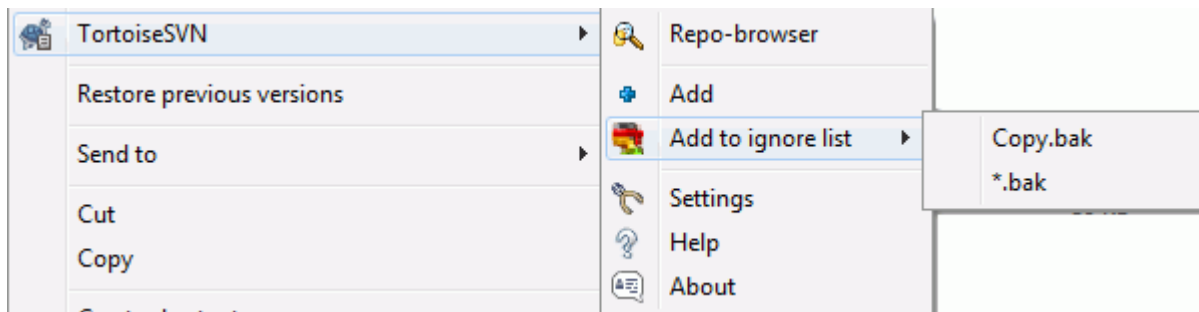 TortoiseSVN
Restore previous versions
Send to
Cut
Copy
Repo-browser
Add
Add to ignore list
Settings
Help
About
Copy.bak
*.bak